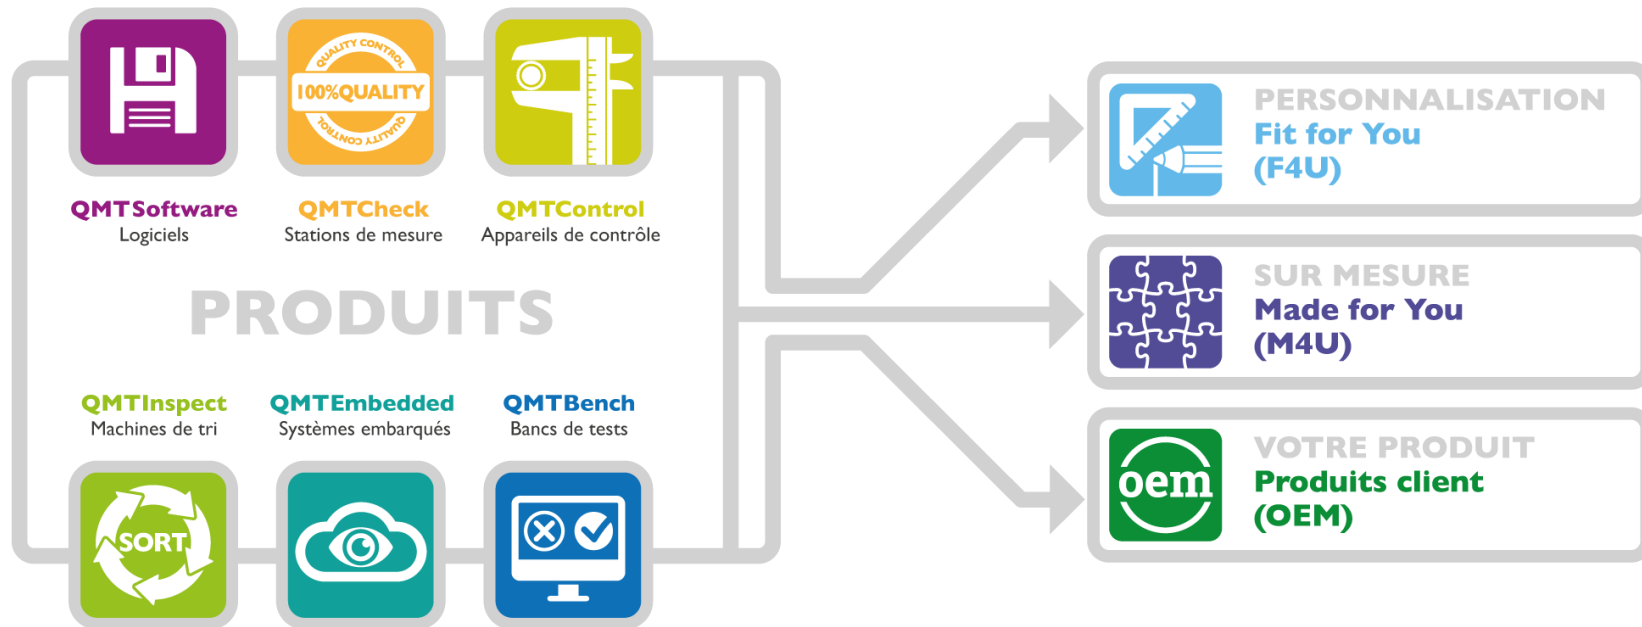 QUALITY CONTROL
100%QUALITY
QUALITY CONTROL
QMTSoftware
Logiciels
QMTCheck
Stations de mesure
QMTControl
Appareils de contrôle
PRODUITS
QMTInspect
Machines de tri
QMTEmbedded
Systèmes embarqués
QMTBench
Bancs de tests
SORT
PERSONNALISATION
Fit for You
(F4U)
SUR MESURE
Made for You
(M4U)
oem
VOTRE PRODUIT
Produits client
(OEM)